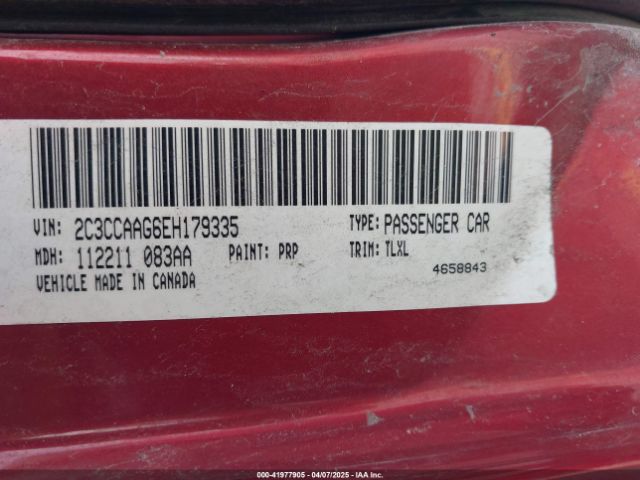 VIN: 2C3CCAAG6EH179335 TYPE: PASSENGER CAR
MDH: 112211 083AA PAINT: PRP TRIM: TLXL
VEHICLE MADE IN CANADA 4658843
000-41977905 - 04/07/2025 - IAA Inc.